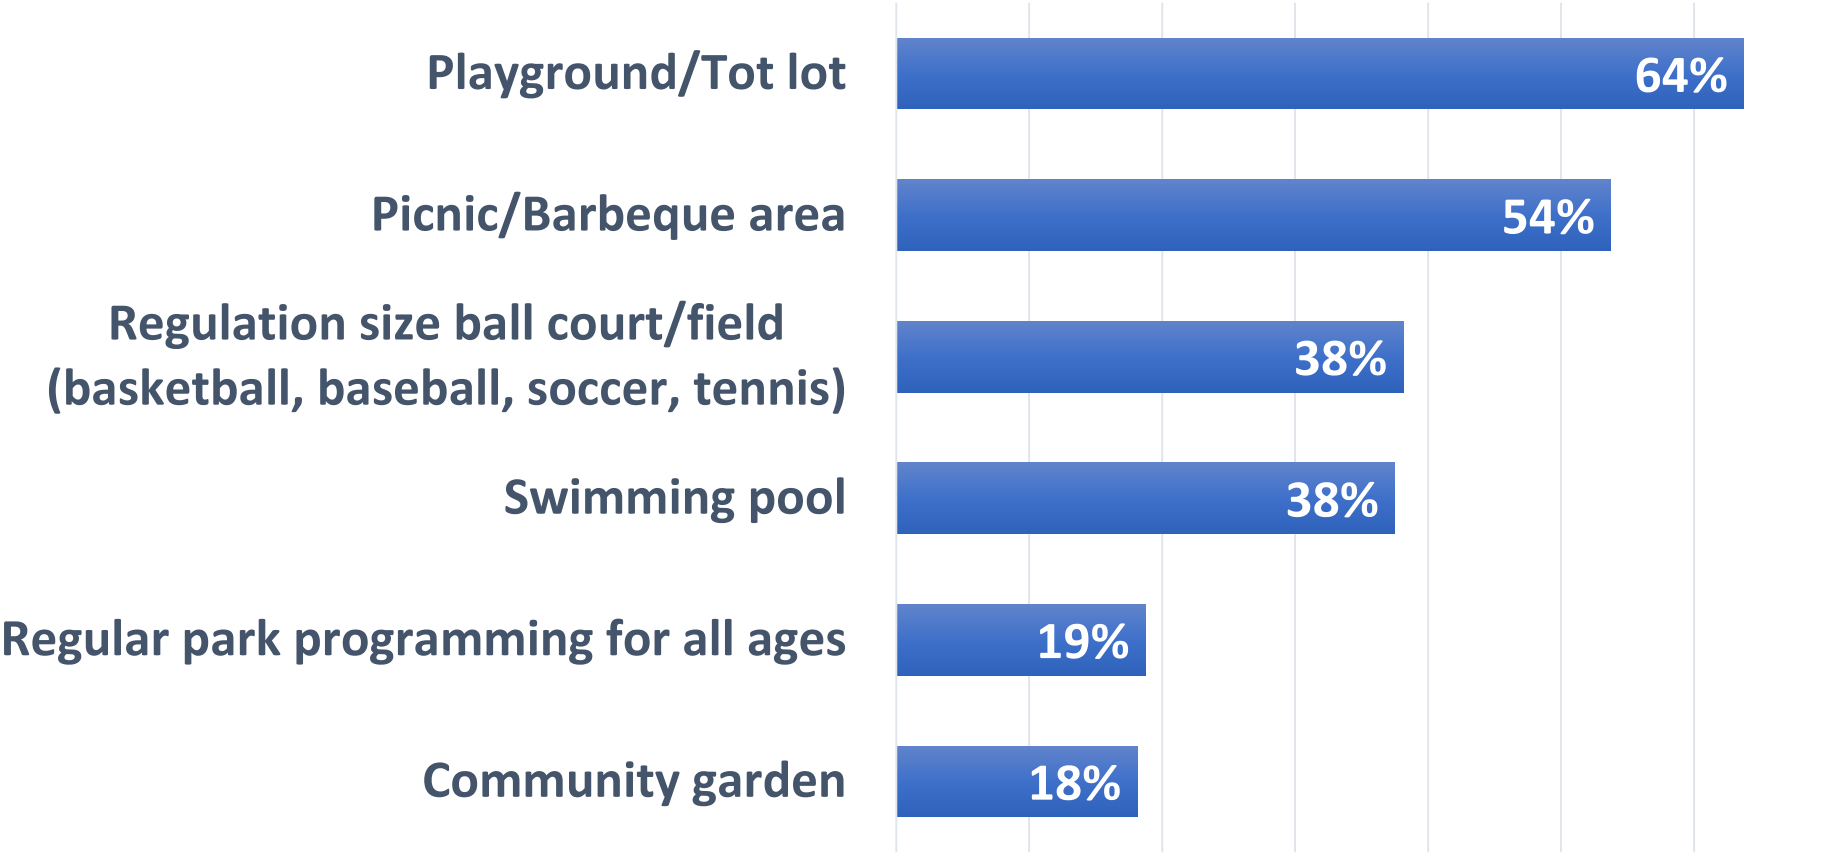 Playground/Tot lot 64%
Picnic/Barbeque area 54%
Regulation size ball court/field
(basketball, baseball, soccer, tennis) 38%
Swimming pool 38%
Regular park programming for all ages 19%
Community garden 18%